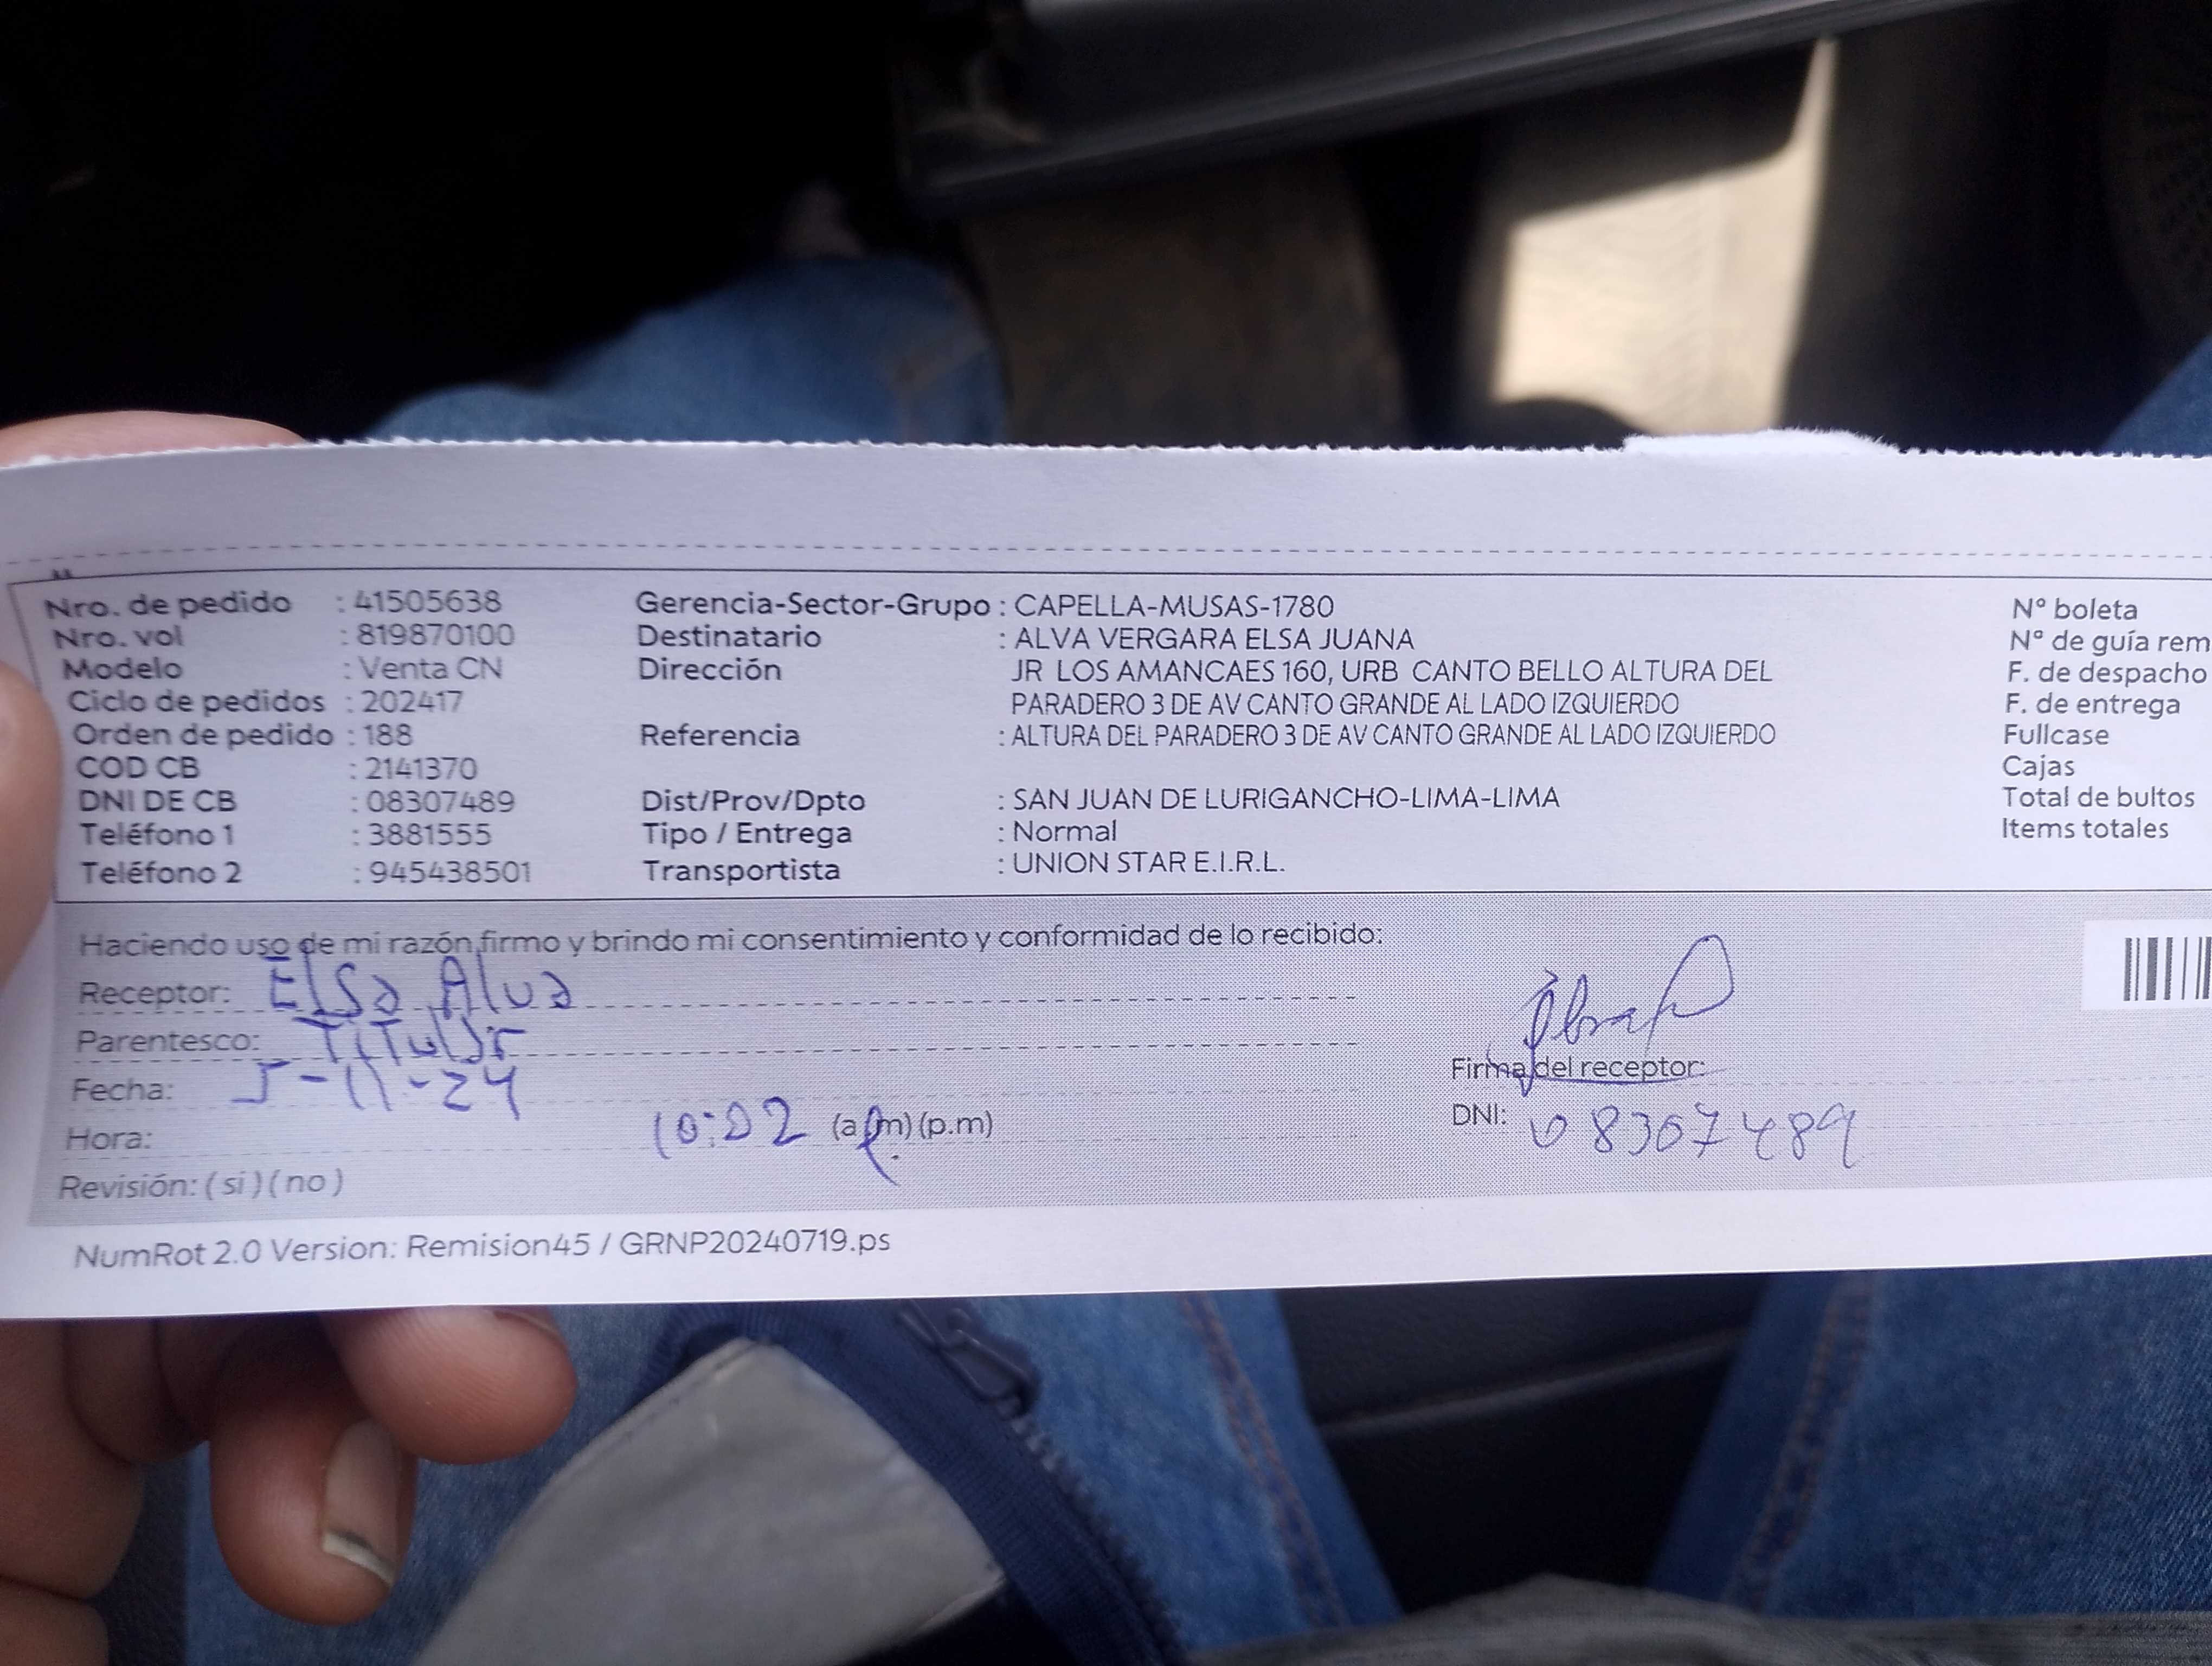 Nro. de pedido : 41505638 Gerencia-Sector-Grupo : CAPELLA-MUSAS-1780 Nº boleta
Nro. vol : 819870100 Destinatario : ALVA VERGARA ELSA JUANA Nº de guía rem
Modelo : Venta CN Dirección JR LOS AMANCAES 160, URB CANTO BELLO ALTURA DEL F. de despacho
Ciclo de pedidos : 202417 PARADERO 3 DE AV CANTO GRANDE AL LADO IZQUIERDO F. de entrega
Orden de pedido : 188 Referencia : ALTURA DEL PARADERO 3 DE AV CANTO GRANDE AL LADO IZQUIERDO Fullcase
COD CB : 2141370 Cajas
DNI DE CB : 08307489 Dist/Prov/Dpto : SAN JUAN DE LURIGANCHO-LIMA-LIMA Total de bultos
Teléfono 1 : 3881555 Tipo / Entrega : Normal Items totales
Teléfono 2 : 945438501 Transportista : UNION STAR E.I.R.L.
Haciendo uso de mi razón, firmo y brindo mi consentimiento y conformidad de lo recibido:
Receptor: Elsa Alva
Parentesco: Titular
Firma del receptor:
Fecha: 5-11-24
DNI: 08307489
Hora: 10:02 (a.m) (p.m)
Revisión: ( si ) ( no )
NumRot 2.0 Version: Remision45 / GRNP20240719.ps